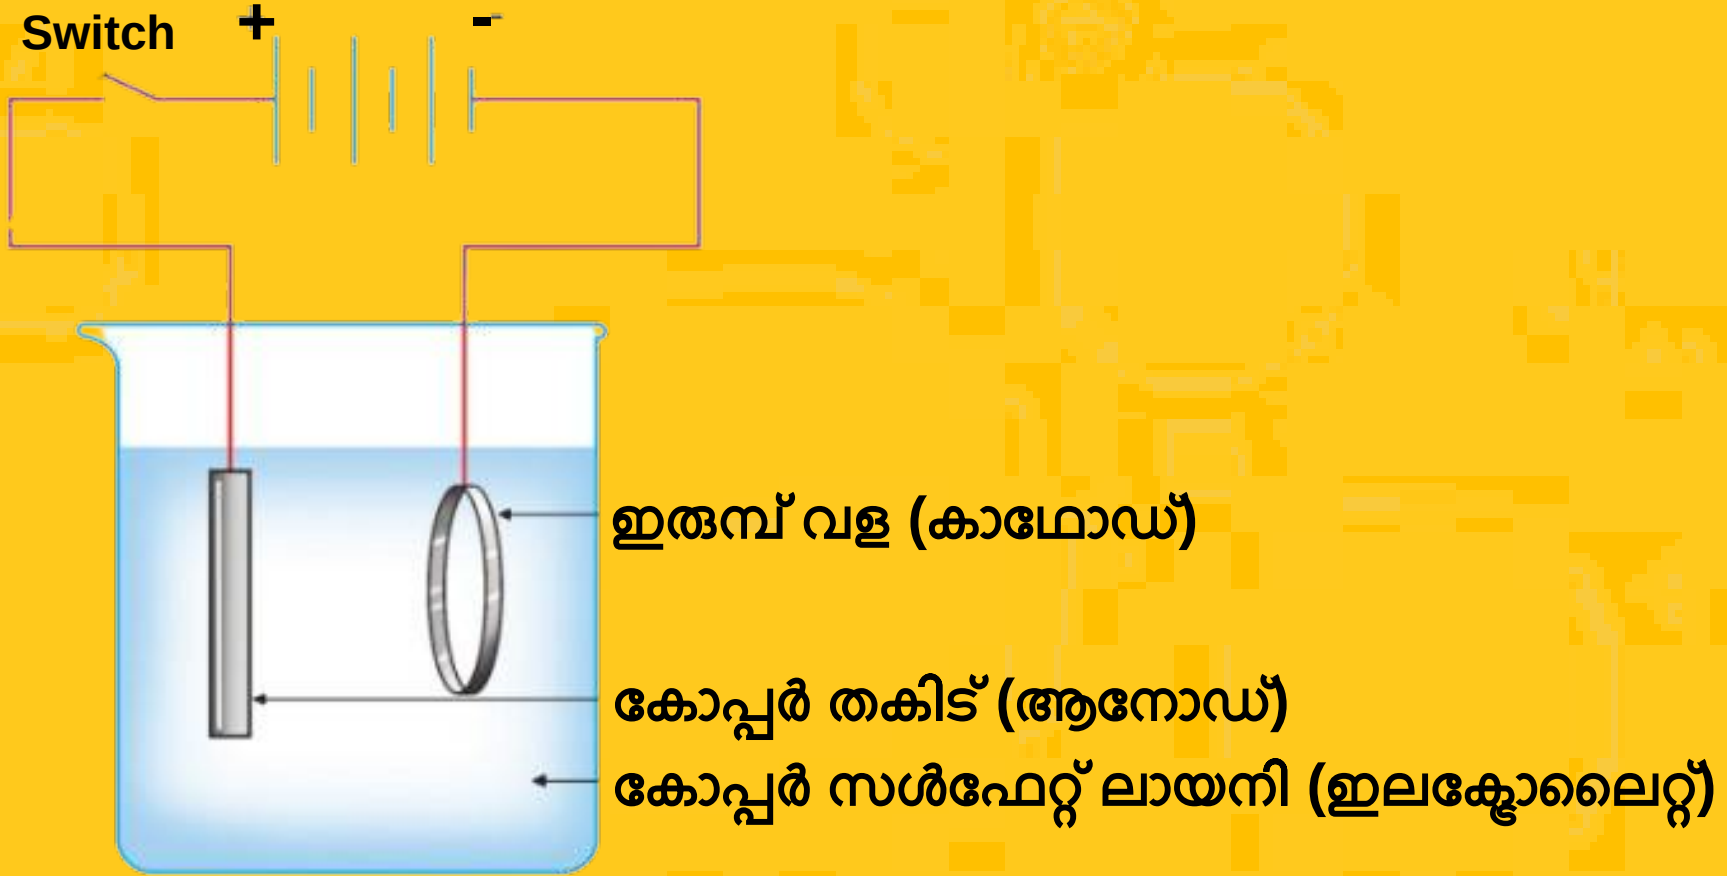 Switch + -
ഇരുമ്പ് വള (കാഥോഡ്)
കോപ്പർ തകിട് (ആനോഡ്)
കോപ്പർ സൾഫേറ്റ് ലായനി (ഇലക്ട്രോലൈറ്റ്)